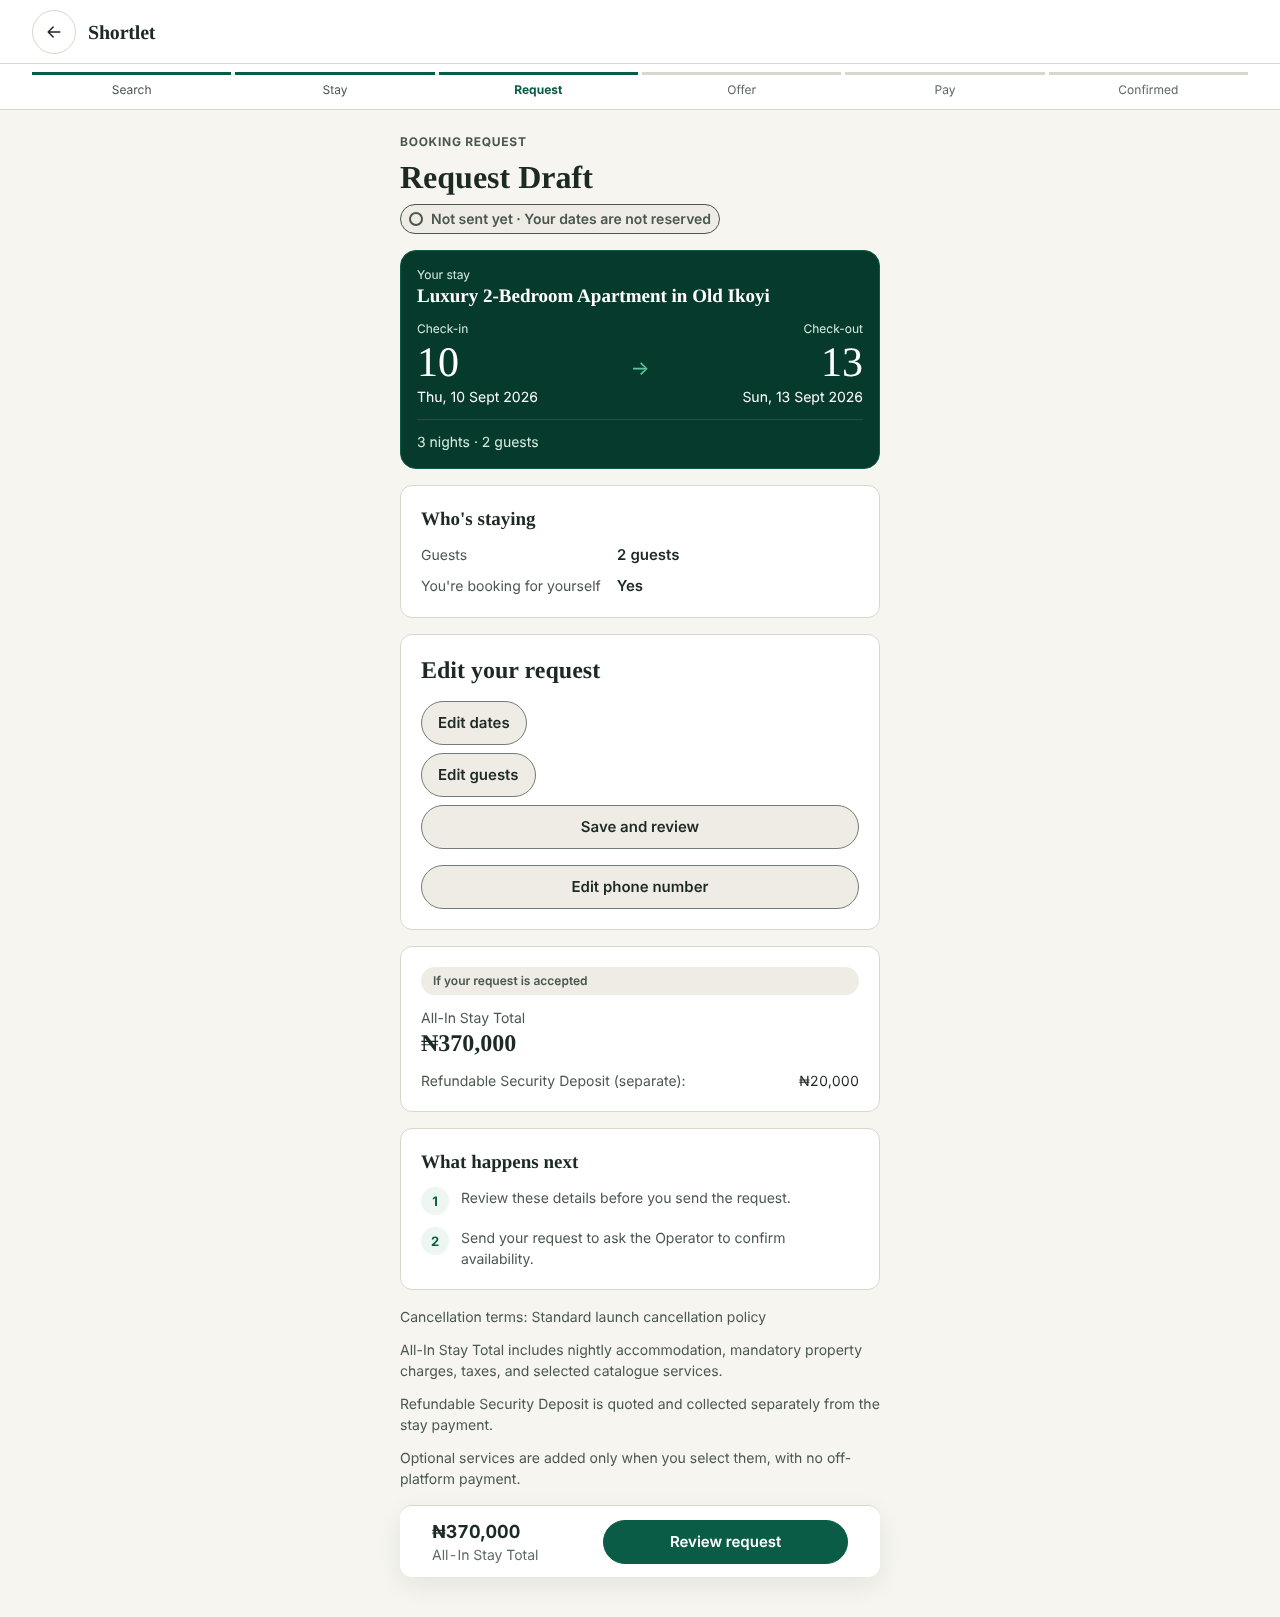 Shortlet
Search
Stay
Request
Offer
Pay
Confirmed
BOOKING REQUEST
Request Draft
Not sent yet · Your dates are not reserved
Your stay
Luxury 2-Bedroom Apartment in Old Ikoyi
Check-in
Check-out
10
→
13
Thu, 10 Sept 2026
Sun, 13 Sept 2026
3 nights · 2 guests
Who's staying
Guests
2 guests
You're booking for yourself
Yes
Edit your request
Edit dates
Edit guests
Save and review
Edit phone number
If your request is accepted
All-In Stay Total
₦370,000
Refundable Security Deposit (separate):
₦20,000
What happens next
1
Review these details before you send the request.
2
Send your request to ask the Operator to confirm
availability.
Cancellation terms: Standard launch cancellation policy
All-In Stay Total includes nightly accommodation, mandatory property
charges, taxes, and selected catalogue services.
Refundable Security Deposit is quoted and collected separately from the
stay payment.
Optional services are added only when you select them, with no off-
platform payment.
₦370,000
All-In Stay Total
Review request